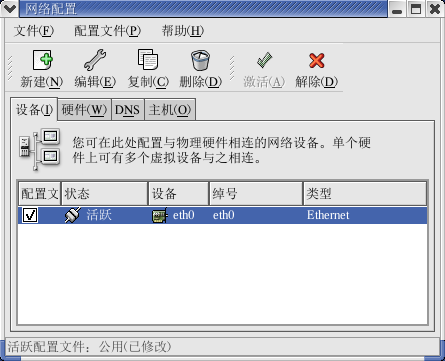 网络配置
文件(F) 配置文件(P) 帮助(H)
新建(N) 编辑(E) 复制(C) 删除(D) 激活(A) 解除(D)
设备(I) 硬件(W) DNS 主机(O)
您可在此处配置与物理硬件相连的网络设备。单个硬
件上可有多个虚拟设备与之相连。
配置文 状态 设备 绰号 类型
活跃 eth0 eth0 Ethernet
活跃配置文件：公用(已修改)